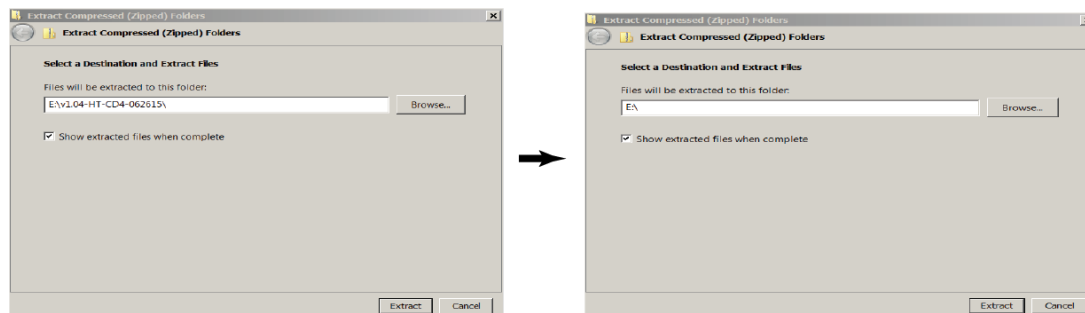 Extract Compressed (Zipped) Folders
Extract Compressed (Zipped) Folders
Select a Destination and Extract Files
Files will be extracted to this folder:
E:\v1.04-HT-CD4-062615\
Browse...
Show extracted files when complete
Extract
Cancel
Extract Compressed (Zipped) Folders
Extract Compressed (Zipped) Folders
Select a Destination and Extract Files
Files will be extracted to this folder:
E:\
Browse...
Show extracted files when complete
Extract
Cancel